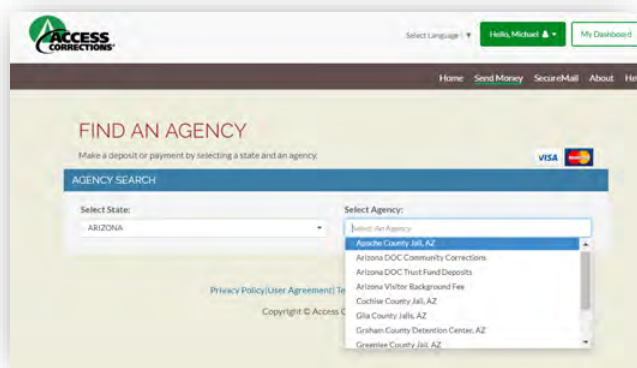 ACCESS
CORRECTIONS®
Select Language ▼
Hello, Michael
My Dashboard
Home Send Money SecureMail About He
FIND AN AGENCY
Make a deposit or payment by selecting a state and an agency.
VISA
AGENCY SEARCH
Select State:
Select Agency:
ARIZONA
Select An Agency
Apache County Jail, AZ
Arizona DOC Community Corrections
Arizona DOC Trust Fund Deposits
Arizona Visitor Background Fee
Cochise County Jail, AZ
Gila County Jails, AZ
Graham County Detention Center, AZ
Greenlee County Jail, AZ
Privacy Policy|User Agreement| Te
Copyright © Access C